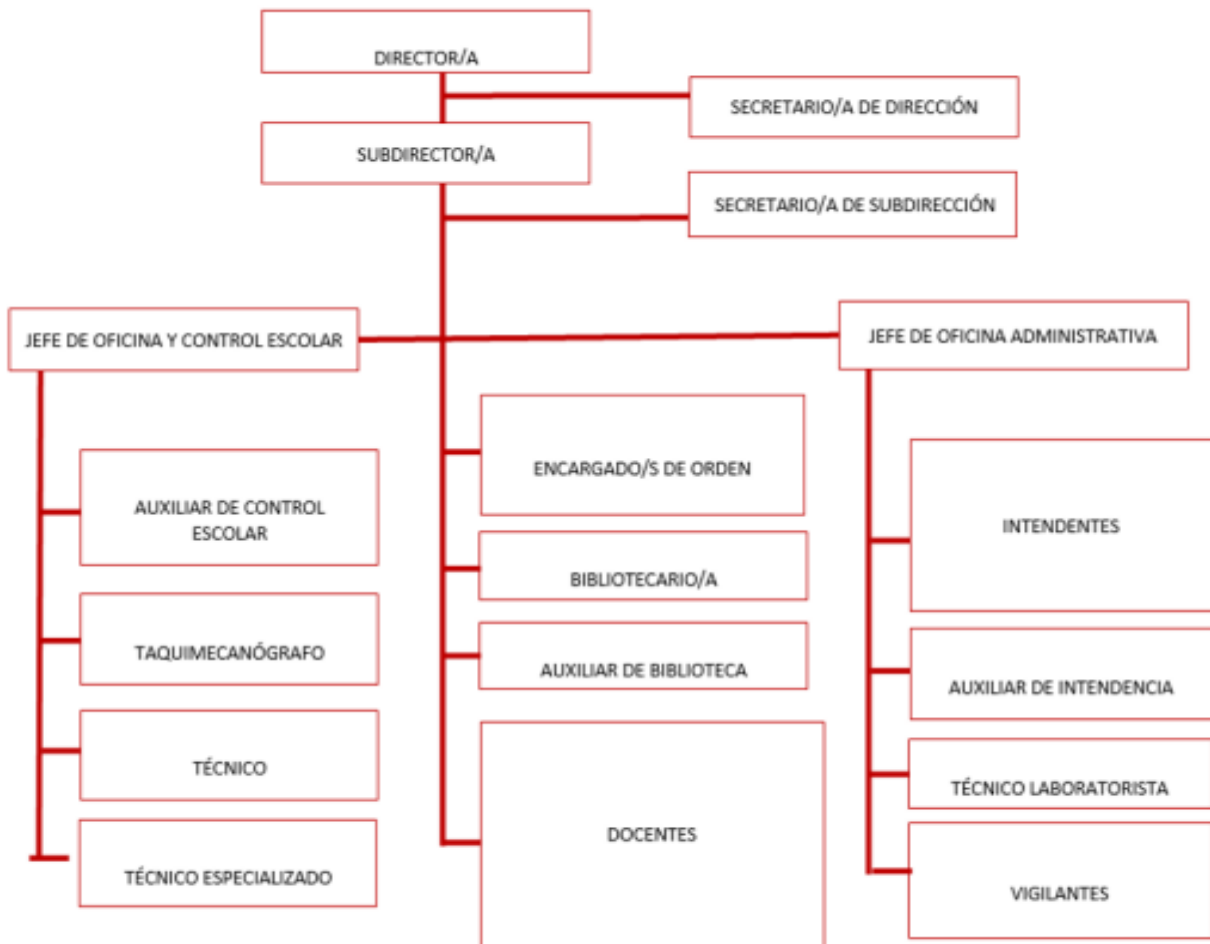 DIRECTOR/A
SECRETARIO/A DE DIRECCIÓN
SUBDIRECTOR/A
SECRETARIO/A DE SUBDIRECCIÓN
JEFE DE OFICINA Y CONTROL ESCOLAR
JEFE DE OFICINA ADMINISTRATIVA
AUXILIAR DE CONTROL
ESCOLAR
TAQUIMECANÓGRAFO
TÉCNICO
TÉCNICO ESPECIALIZADO
ENCARGADO/S DE ORDEN
BIBLIOTECARIO/A
AUXILIAR DE BIBLIOTECA
DOCENTES
INTENDENTES
AUXILIAR DE INTENDENCIA
TÉCNICO LABORATORISTA
VIGILANTES